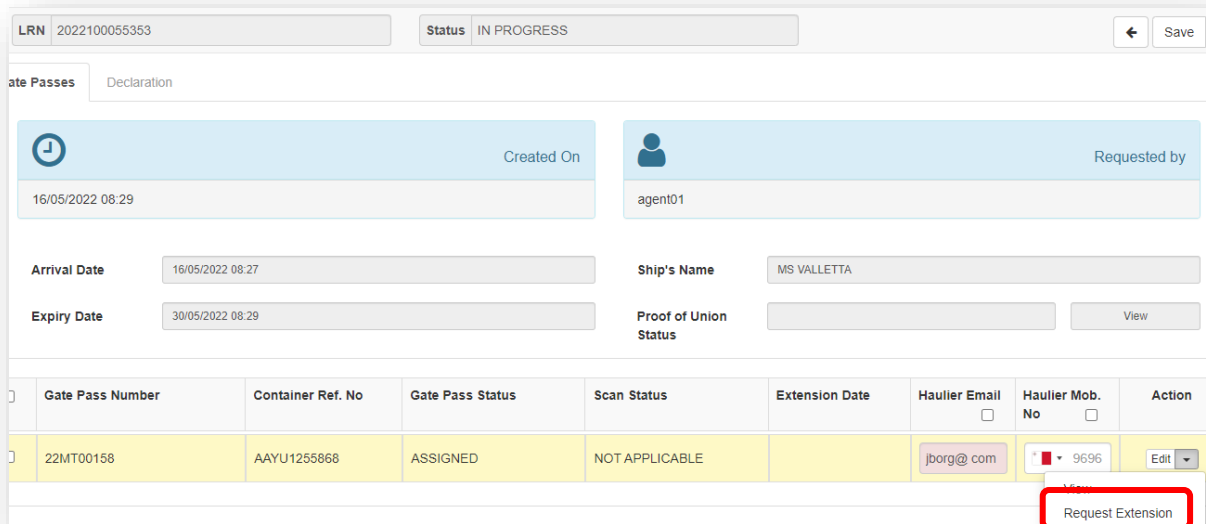 LRN 2022100055353 Status IN PROGRESS Save
ate Passes Declaration
Created On Requested by
16/05/2022 08:29 agent01
Arrival Date 16/05/2022 08:27 Ship's Name MS VALLETTA
Expiry Date 30/05/2022 08:29 Proof of Union Status View
Gate Pass Number Container Ref. No Gate Pass Status Scan Status Extension Date Haulier Email Haulier Mob. No Action
22MT00158 AAYU1255868 ASSIGNED NOT APPLICABLE jborg@ com 9696 Edit
View
Request Extension